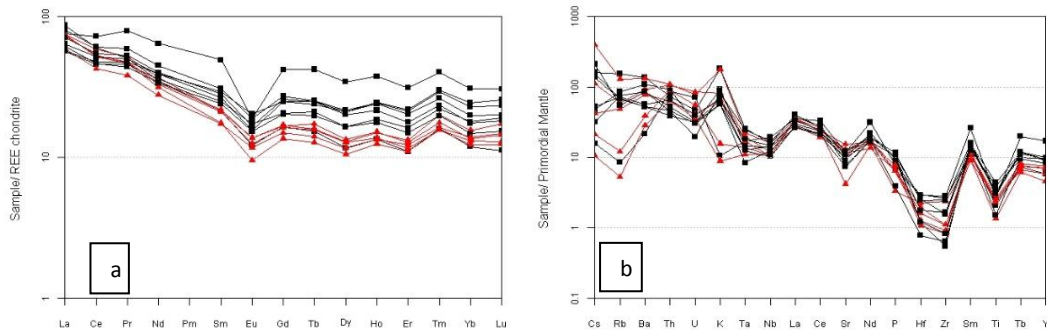 Sample/ REE chondrite
100
10
1
a
La Ce Pr Nd Pm Sm Eu Gd Tb Dy Ho Er Tm Yb Lu
Sample/ Primordial Mantle
1000
100
10
1
0.1
b
Cs Rb Ba Th U K Ta Nb La Ce Sr Nd P Hf Zr Sm Ti Tb Y